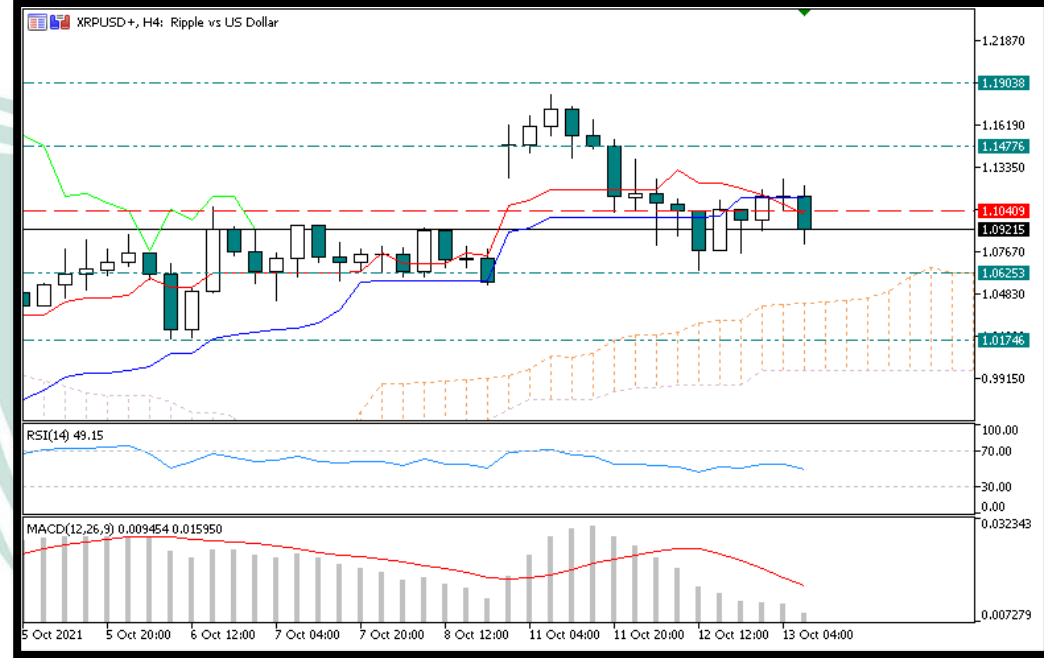 XRPUSD+, H4: Ripple vs US Dollar
1.21870
1.19038
1.16190
1.14776
1.13350
1.10409
1.09215
1.07670
1.06253
1.04830
1.01746
0.99150
RSI(14) 49.15
100.00
70.00
30.00
0.00
MACD(12,26,9) 0.009454 0.015950
0.032343
0.007279
5 Oct 2021
5 Oct 20:00
6 Oct 12:00
7 Oct 04:00
7 Oct 20:00
8 Oct 12:00
11 Oct 04:00
11 Oct 20:00
12 Oct 12:00
13 Oct 04:00